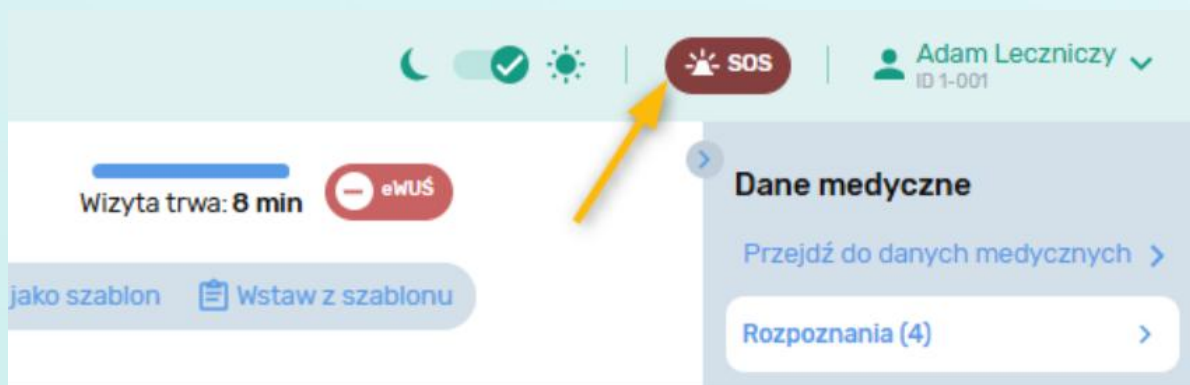 SOS
Adam Leczniczy
ID 1-001
Wizyta trwa: 8 min
eWUŚ
Dane medyczne
Przejdź do danych medycznych
jako szablon
Wstaw z szablonu
Rozpoznania (4)